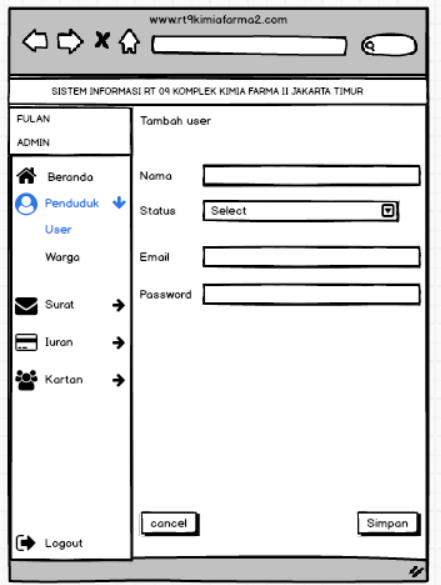 www.rt9kimiafarma2.com
SISTEM INFORMASI RT 09 KOMPLEK KIMIA FARMA II JAKARTA TIMUR
FULAN
ADMIN
Beranda
Penduduk
User
Warga
Surat
Iuran
Kartan
Logout
Tambah user
Nama
Status Select
Email
Password
cancel Simpan